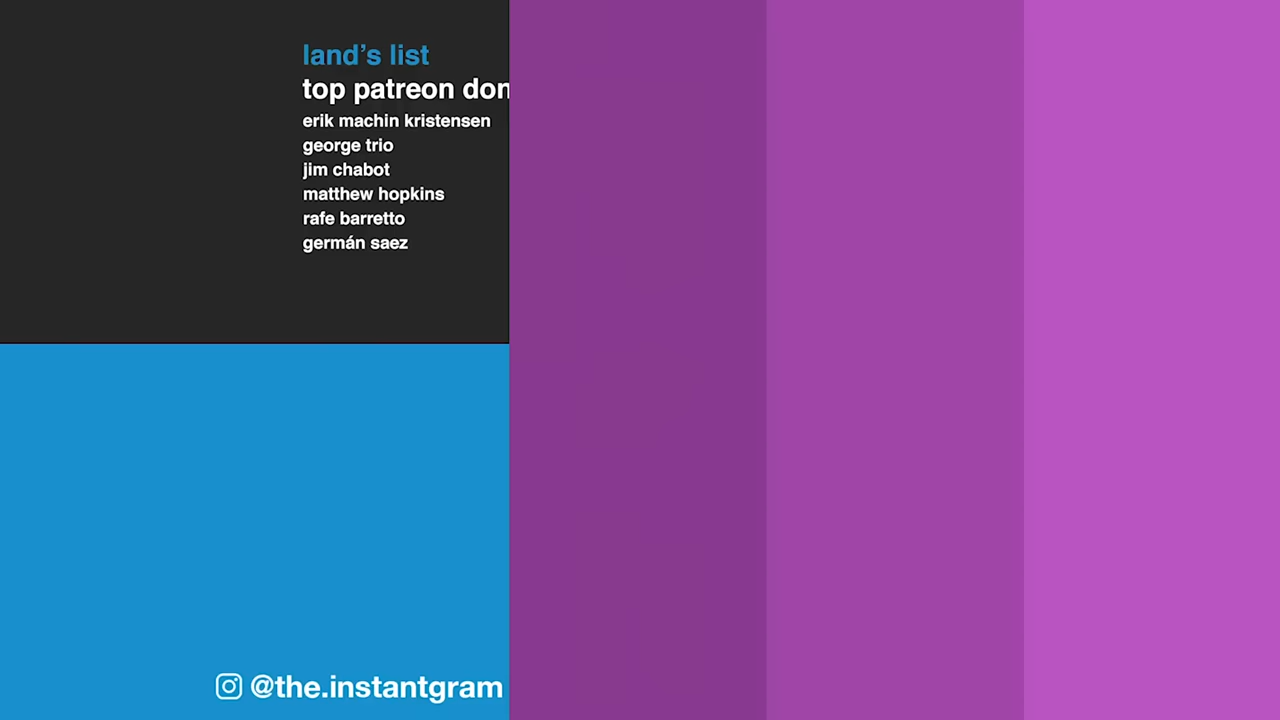 land’s list
top patreon don
erik machin kristensen
george trio
jim chabot
matthew hopkins
rafe barretto
germán saez
@the.instantgram